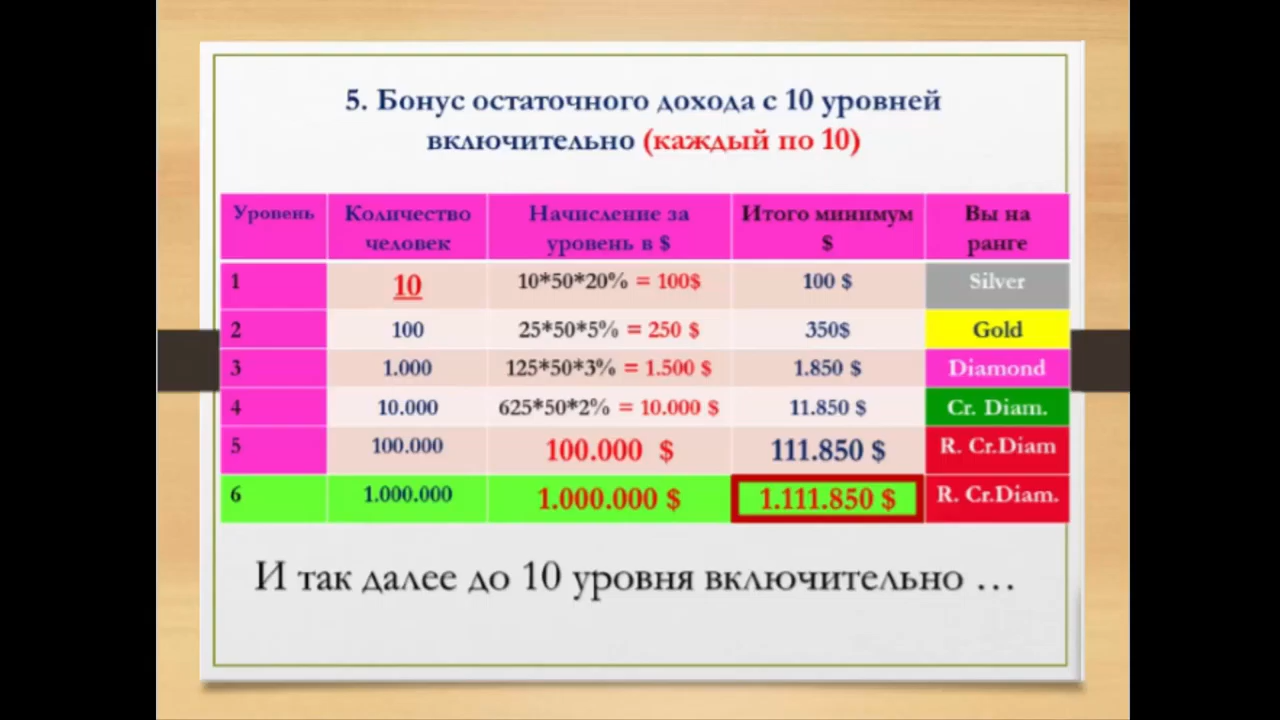 5. Бонус остаточного дохода с 10 уровней
включительно (каждый по 10)
Уровень Количество человек Начисление за уровень в $ Итого минимум $ Вы на ранге
1 10 10*50*20% = 100$ 100 $ Silver
2 100 25*50*5% = 250 $ 350$ Gold
3 1.000 125*50*3% = 1.500 $ 1.850 $ Diamond
4 10.000 625*50*2% = 10.000 $ 11.850 $ Cr. Diam.
5 100.000 100.000 $ 111.850 $ R. Cr.Diam
6 1.000.000 1.000.000 $ 1.111.850 $ R. Cr.Diam.
И так далее до 10 уровня включительно …